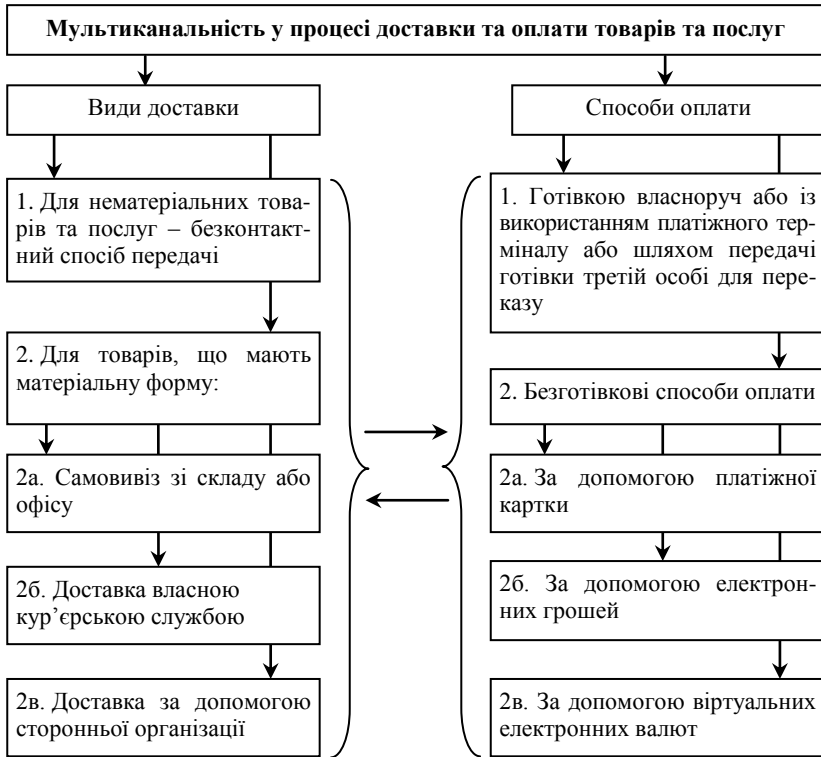 Мультиканальність у процесі доставки та оплати товарів та послуг
Види доставки
1. Для нематеріальних това-
рів та послуг – безконтакт-
ний спосіб передачі
2. Для товарів, що мають
матеріальну форму:
2а. Самовивіз зі складу або
офісу
2б. Доставка власною
кур’єрською службою
2в. Доставка за допомогою
сторонньої організації
Способи оплати
1. Готівкою власноруч або із
використанням платіжного тер-
міналу або шляхом передачі
готівки третій особі для пере-
казу
2. Безготівкові способи оплати
2а. За допомогою платіжної
картки
2б. За допомогою електрон-
них грошей
2в. За допомогою віртуальних
електронних валют